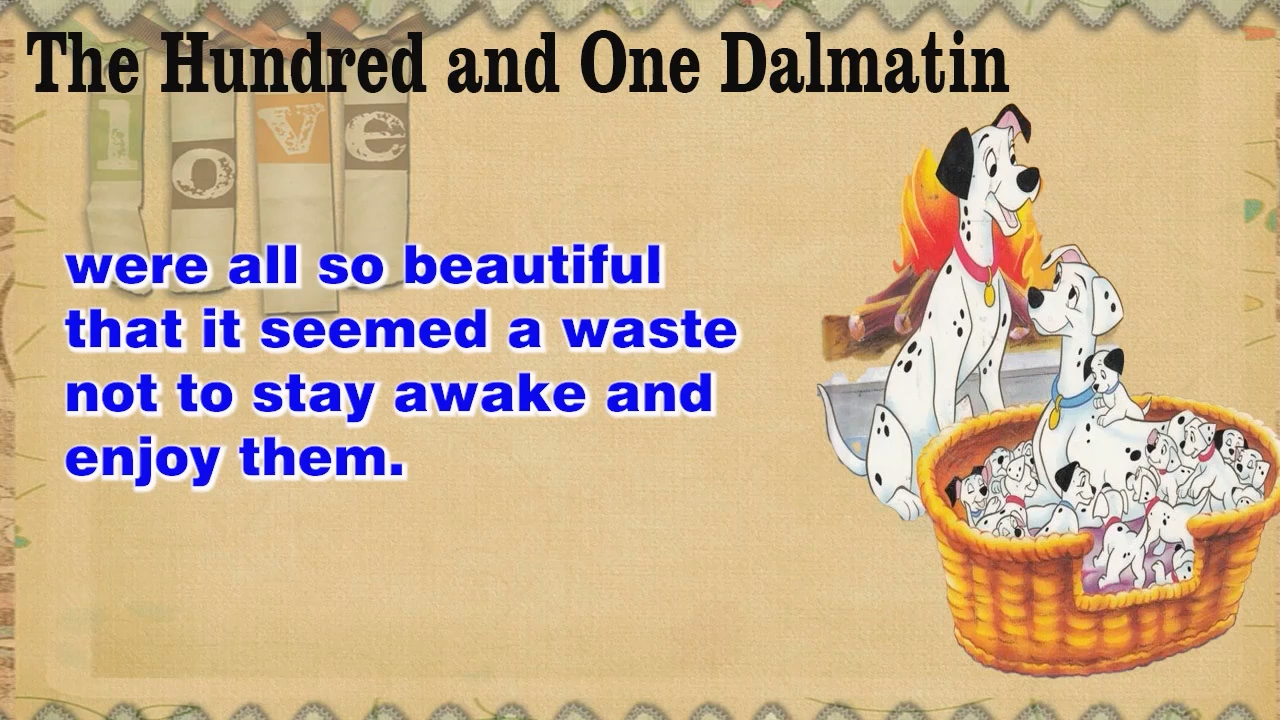 The Hundred and One Dalmatin
love
were all so beautiful
that it seemed a waste
not to stay awake and
enjoy them.